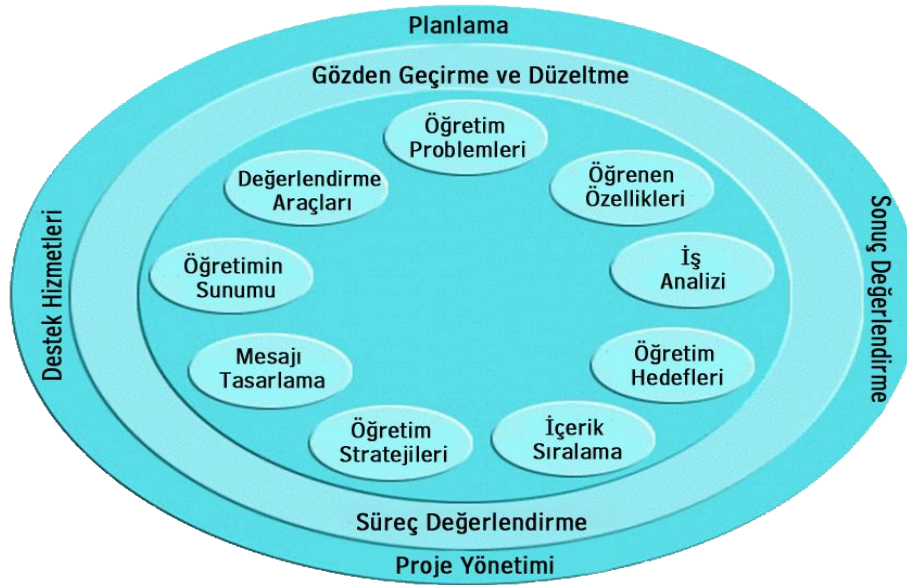 Planlama
Gözden Geçirme ve Düzeltme
Öğretim
Problemleri
Öğrenen
Özellikleri
İş
Analizi
Öğretim
Hedefleri
İçerik
Sıralama
Öğretim
Stratejileri
Mesajı
Tasarlama
Öğretimin
Sunumu
Değerlendirme
Araçları
Süreç Değerlendirme
Proje Yönetimi
Destek Hizmetleri
Sonuç Değerlendirme